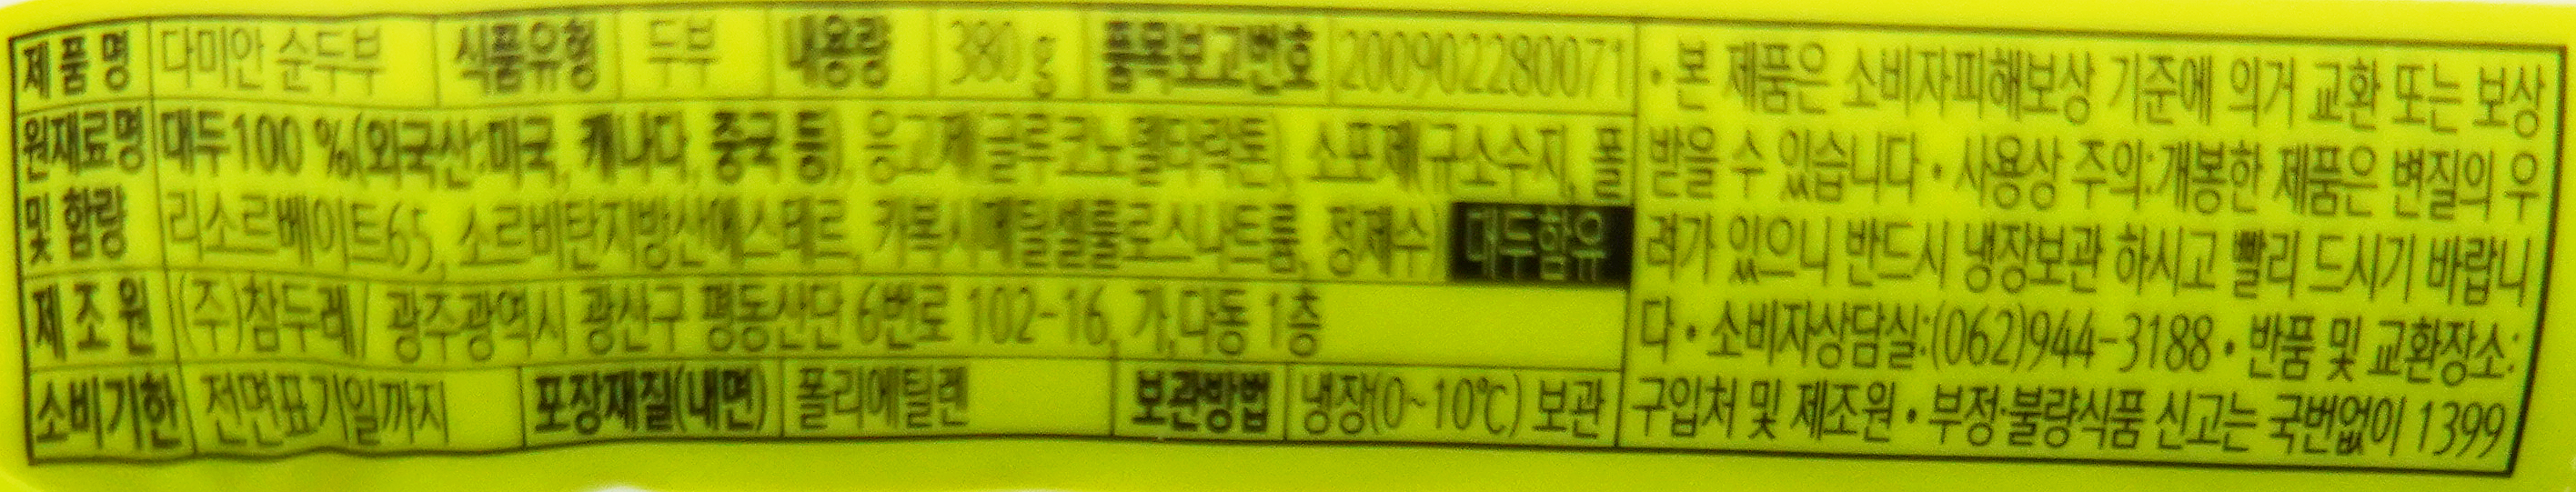 제품명 다미안 순두부 식품유형 두부 내용량 380g 품목보고번호 200902280071
원재료명 및 함량 대두100 %(외국산:미국, 캐나다, 중국 등), 응고제(글루코노델타락톤), 소포제(규소수지, 폴
리소르베이트65, 소르비탄지방산에스테르, 카복시메틸셀룰로스나트륨, 정제수) 대두함유
제조원 (주)참두레/ 광주광역시 광산구 평동산단 6번로 102-16, 가,다동 1층
소비기한 전면표기일까지 포장재질(내면) 폴리에틸렌 보관방법 냉장(0~10℃) 보관
• 본 제품은 소비자피해보상 기준에 의거 교환 또는 보상
받을 수 있습니다 • 사용상 주의:개봉한 제품은 변질의 우
려가 있으니 반드시 냉장보관 하시고 빨리 드시기 바랍니
다 • 소비자상담실:(062)944-3188 • 반품 및 교환장소:
구입처 및 제조원 • 부정·불량식품 신고는 국번없이 1399